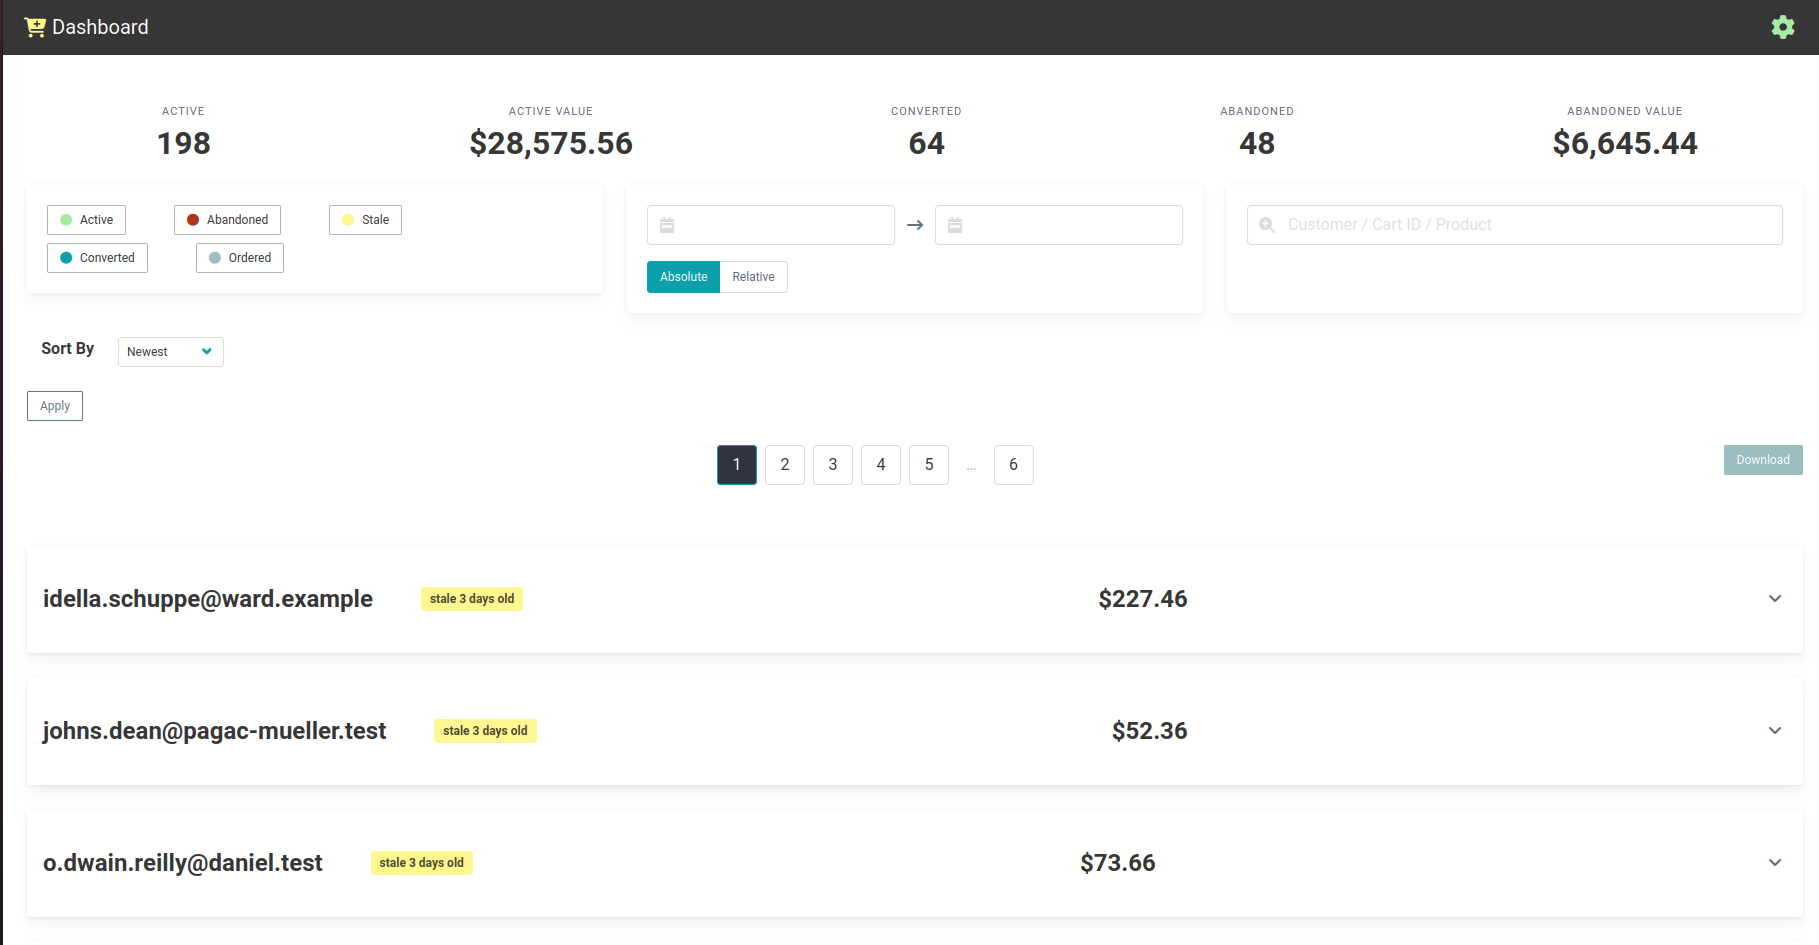 Dashboard
ACTIVE
198
ACTIVE VALUE
$28,575.56
CONVERTED
64
ABANDONED
48
ABANDONED VALUE
$6,645.44
Active
Abandoned
Stale
Converted
Ordered
Absolute
Relative
Customer / Cart ID / Product
Sort By
Newest
Apply
1
2
3
4
5
...
6
Download
idella.schuppe@ward.example
stale 3 days old
$227.46
johns.dean@pagac-mueller.test
stale 3 days old
$52.36
o.dwain.reilly@daniel.test
stale 3 days old
$73.66